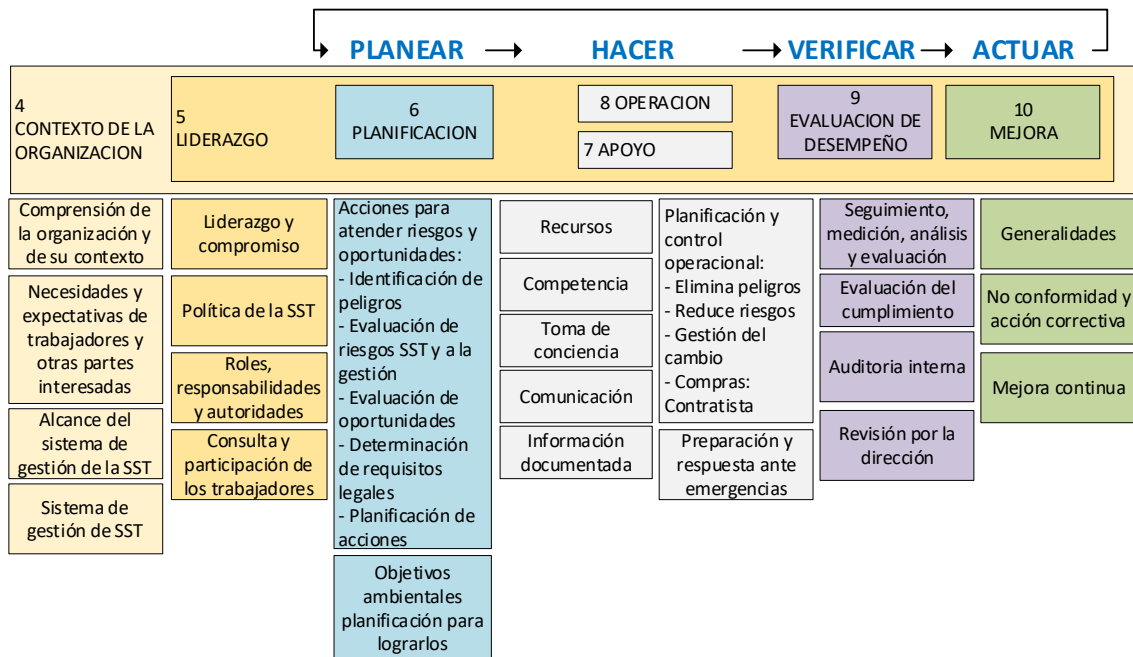 PLANEAR
HACER
VERIFICAR
ACTUAR
4
CONTEXTO DE LA
ORGANIZACION
5
LIDERAZGO
6
PLANIFICACION
8 OPERACION
7 APOYO
9
EVALUACION DE
DESEMPEÑO
10
MEJORA
Comprensión de
la organización y
de su contexto
Necesidades y
expectativas de
trabajadores y
otras partes
interesadas
Alcance del
sistema de
gestión de la SST
Sistema de
gestión de SST
Liderazgo y
compromiso
Política de la SST
Roles,
responsabilidades
y autoridades
Consulta y
participación de
los trabajadores
Acciones para
atender riesgos y
oportunidades:
- Identificación de
peligros
- Evaluación de
riesgos SST y a la
gestión
- Evaluación de
oportunidades
- Determinación
de requisitos
legales
- Planificación de
acciones
Objetivos
ambientales
planificación para
lograrlos
Recursos
Competencia
Toma de
conciencia
Comunicación
Información
documentada
Planificación y
control
operacional:
- Elimina peligros
- Reduce riesgos
- Gestión del
cambio
- Compras:
Contratista
Preparación y
respuesta ante
emergencias
Seguimiento,
medición, análisis
y evaluación
Evaluación del
cumplimiento
Auditoria interna
Revisión por la
dirección
Generalidades
No conformidad y
acción correctiva
Mejora continua